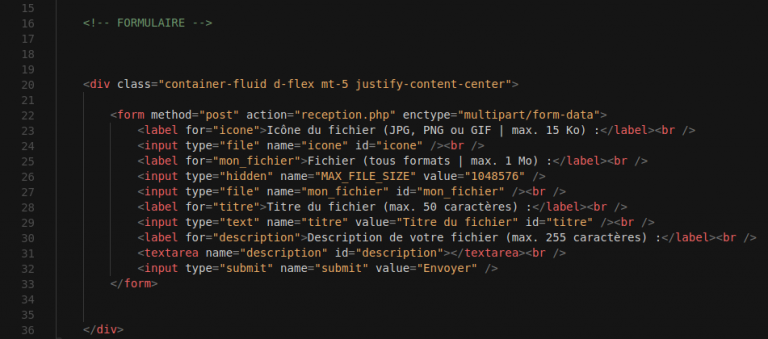 15
16 <!-- FORMULAIRE -->
17
18
19
20 <div class="container-fluid d-flex mt-5 justify-content-center">
21
22 <form method="post" action="reception.php" enctype="multipart/form-data">
23 <label for="icone">Icône du fichier (JPG, PNG ou GIF | max. 15 Ko) :</label><br />
24 <input type="file" name="icone" id="icone" /><br />
25 <label for="mon_fichier">Fichier (tous formats | max. 1 Mo) :</label><br />
26 <input type="hidden" name="MAX_FILE_SIZE" value="1048576" />
27 <input type="file" name="mon_fichier" id="mon_fichier" /><br />
28 <label for="titre">Titre du fichier (max. 50 caractères) :</label><br />
29 <input type="text" name="titre" value="Titre du fichier" id="titre" /><br />
30 <label for="description">Description de votre fichier (max. 255 caractères) :</label><br />
31 <textarea name="description" id="description"></textarea><br />
32 <input type="submit" name="submit" value="Envoyer" />
33 </form>
34
35
36 </div>